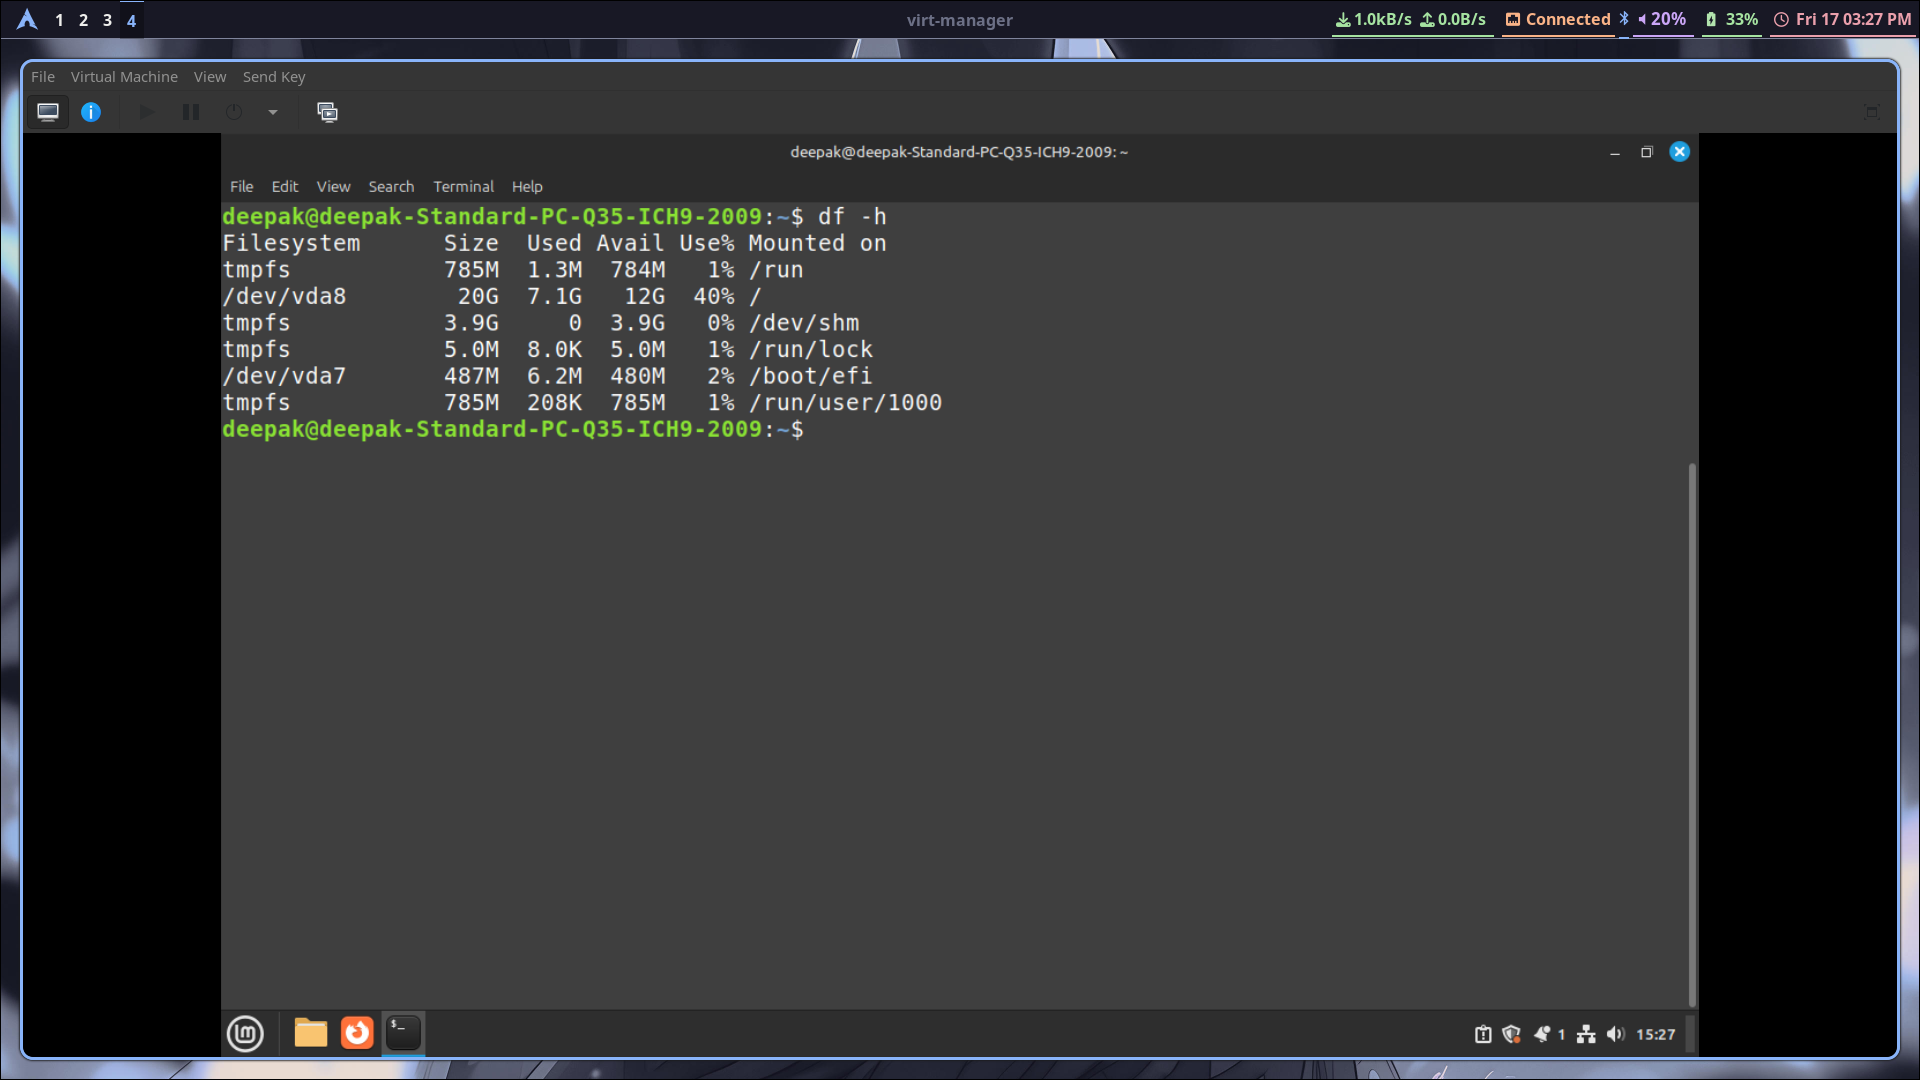 1 2 3 4 virt-manager 1.0kB/s 0.0B/s Connected 20% 33% Fri 17 03:27 PM
File Virtual Machine View Send Key
deepak@deepak-Standard-PC-Q35-ICH9-2009: ~
File Edit View Search Terminal Help
deepak@deepak-Standard-PC-Q35-ICH9-2009:~$ df -h
Filesystem      Size  Used Avail Use% Mounted on
tmpfs           785M  1.3M  784M   1% /run
/dev/vda8        20G  7.1G   12G  40% /
tmpfs           3.9G     0  3.9G   0% /dev/shm
tmpfs           5.0M  8.0K  5.0M   1% /run/lock
/dev/vda7       487M  6.2M  480M   2% /boot/efi
tmpfs           785M  208K  785M   1% /run/user/1000
deepak@deepak-Standard-PC-Q35-ICH9-2009:~$
$_ 1 15:27